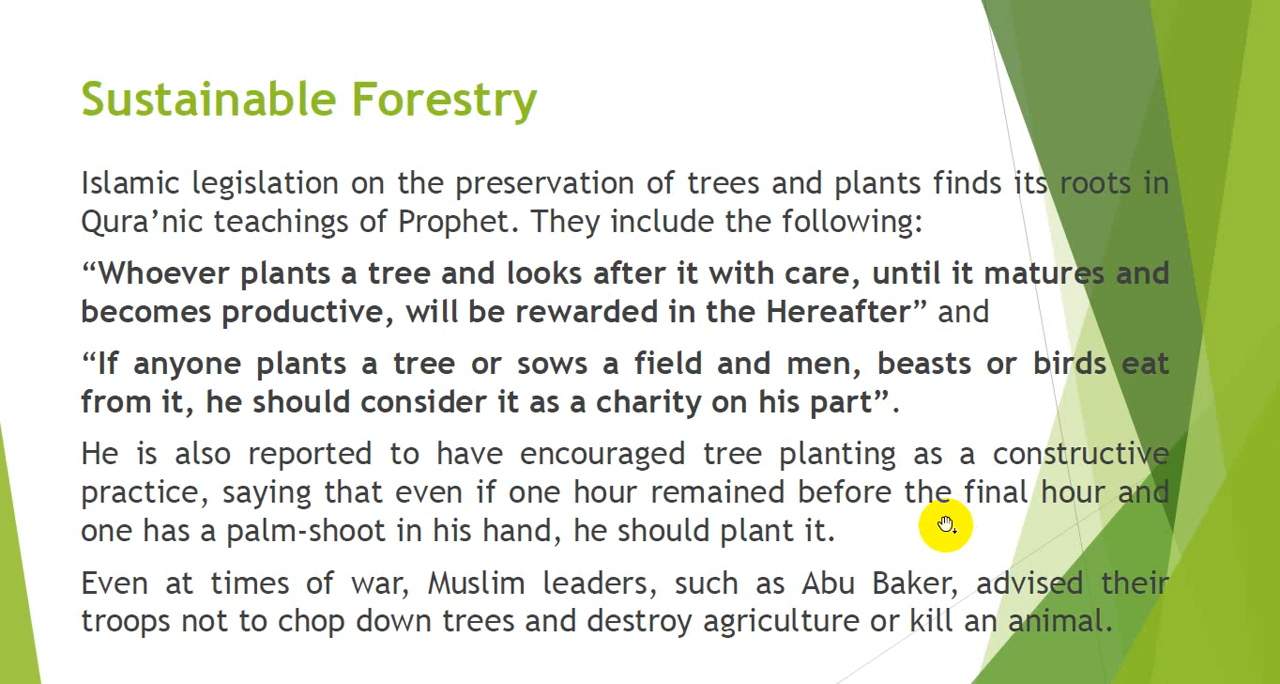 Sustainable Forestry
Islamic legislation on the preservation of trees and plants finds its roots in
Qura’nic teachings of Prophet. They include the following:
“Whoever plants a tree and looks after it with care, until it matures and
becomes productive, will be rewarded in the Hereafter” and
“If anyone plants a tree or sows a field and men, beasts or birds eat
from it, he should consider it as a charity on his part”.
He is also reported to have encouraged tree planting as a constructive
practice, saying that even if one hour remained before the final hour and
one has a palm-shoot in his hand, he should plant it.
Even at times of war, Muslim leaders, such as Abu Baker, advised their
troops not to chop down trees and destroy agriculture or kill an animal.